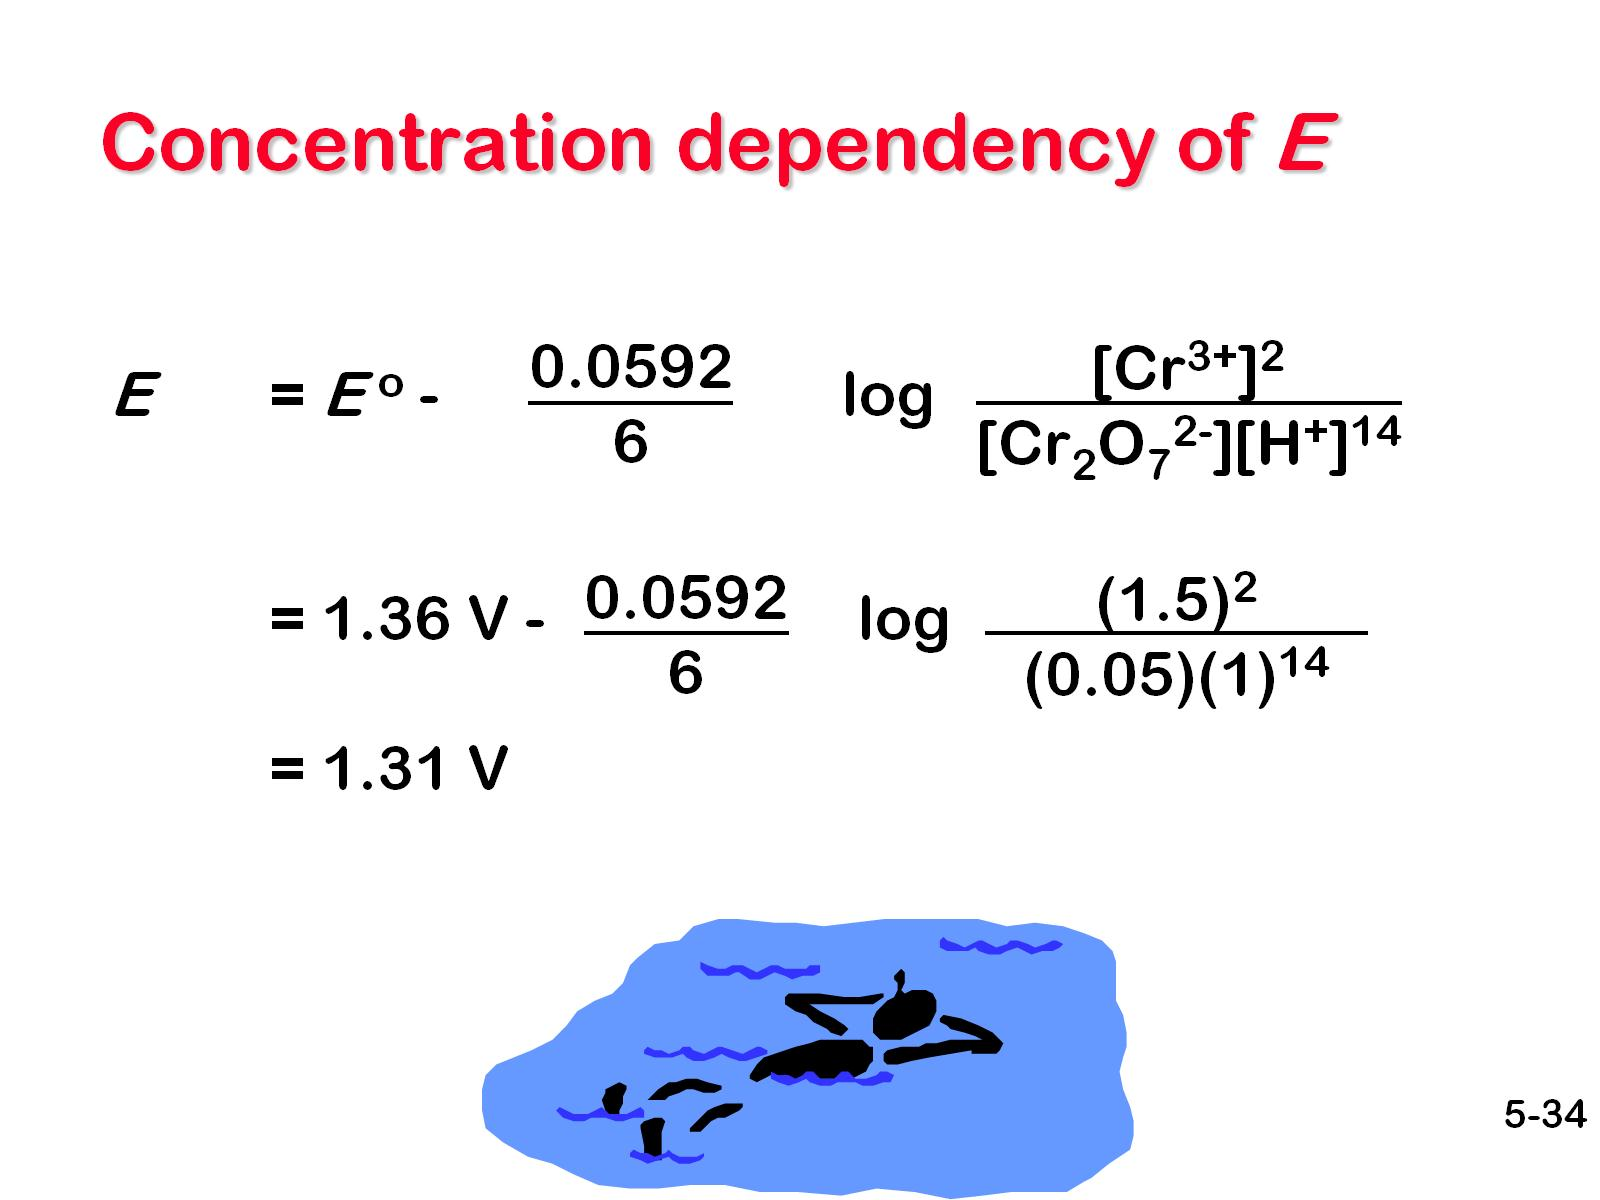 Concentration dependency of E
E = E° - 0.0592/6 log [Cr³⁺]²/[Cr₂O₇²⁻][H⁺]¹⁴
= 1.36 V - 0.0592/6 log (1.5)²/(0.05)(1)¹⁴
= 1.31 V
5-34